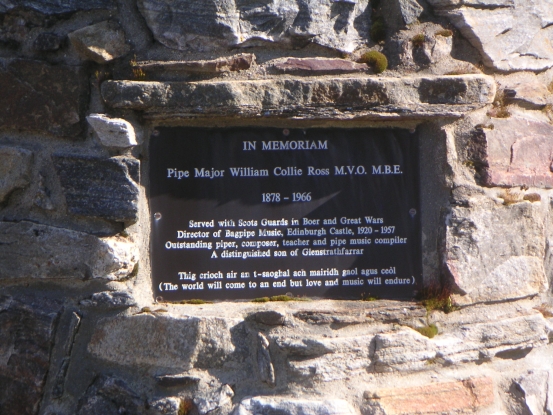 IN MEMORIAM
Pipe Major William Collie Ross M.V.O. M.B.E.
1878 – 1966
Served with Scots Guards in Boer and Great Wars
Director of Bagpipe Music, Edinburgh Castle, 1920 – 1957
Outstanding piper, composer, teacher and pipe music compiler
A distinguished son of Glenstrathfarrar
Thig crìoch air an t-saoghal ach mairidh gaol agus ceòl
(The world will come to an end but love and music will endure)